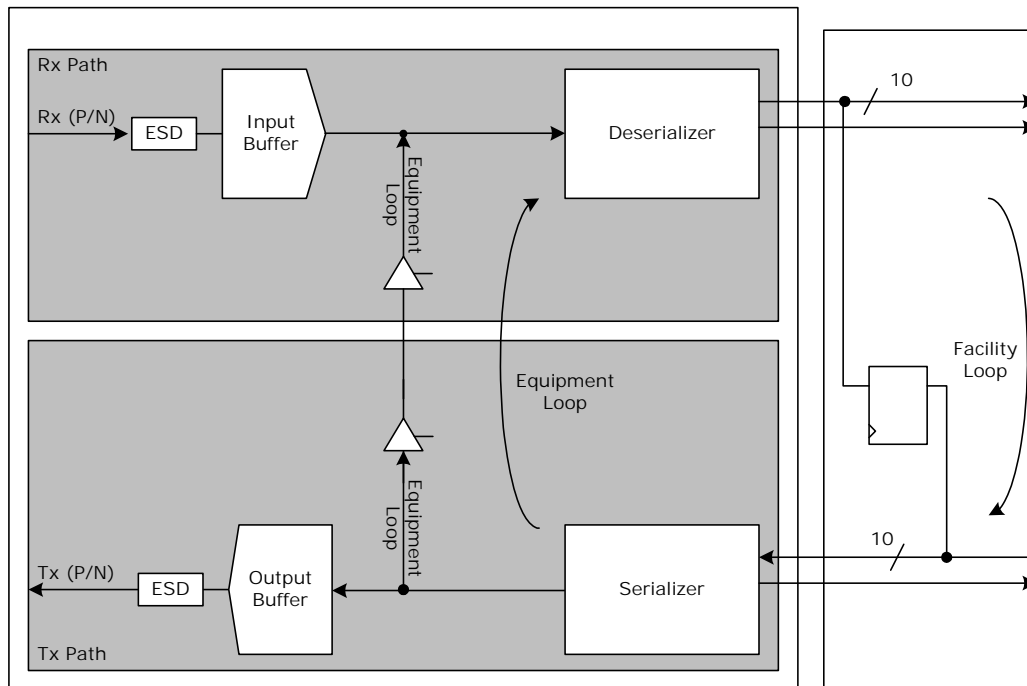 Rx Path
Rx (P/N)
ESD
Input
Buffer
Deserializer
10
Equipment
Loop
Equipment
Loop
Facility
Loop
Equipment
Loop
10
Tx (P/N)
ESD
Output
Buffer
Serializer
Tx Path